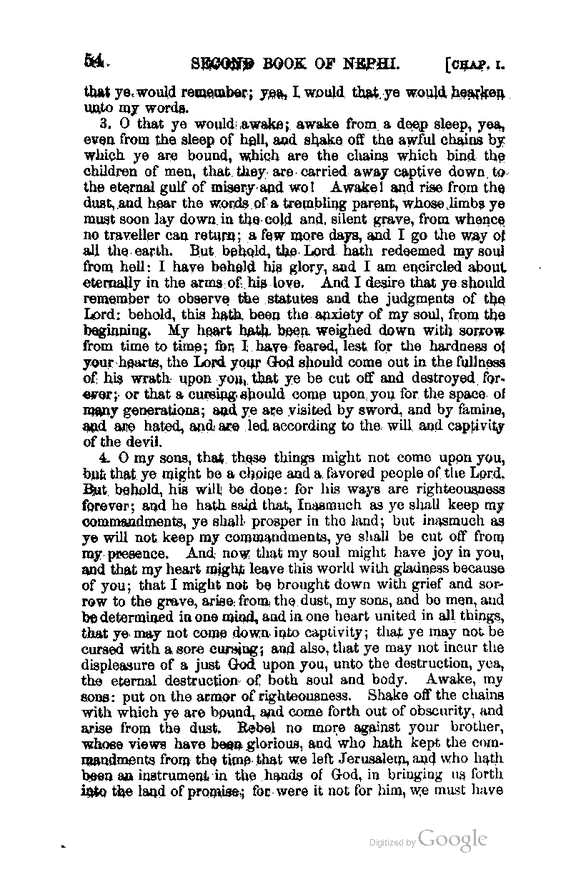 54.	SECOND BOOK OF NEPHI.	[CHAP. I.
that ye would remember; yea, I would that ye would hearken
unto my words.
3. O that ye would awake; awake from a deep sleep, yea,
even from the sleep of hell, and shake off the awful chains by
which ye are bound, which are the chains which bind the
children of men, that they are carried away captive down to
the eternal gulf of misery and wo! Awake! and rise from the
dust, and hear the words of a trembling parent, whose limbs ye
must soon lay down in the cold and silent grave, from whence
no traveller can return; a few more days, and I go the way of
all the earth. But behold, the Lord hath redeemed my soul
from hell: I have beheld his glory, and I am encircled about
eternally in the arms of his love. And I desire that ye should
remember to observe the statutes and the judgments of the
Lord: behold, this hath been the anxiety of my soul, from the
beginning. My heart hath been weighed down with sorrow
from time to time; for I have feared, lest for the hardness of
your hearts, the Lord your God should come out in the fullness
of his wrath upon you, that ye be cut off and destroyed for-
ever; or that a cursing should come upon you for the space of
many generations; and ye are visited by sword, and by famine,
and are hated, and are led according to the will and captivity
of the devil.
4. O my sons, that these things might not come upon you,
but that ye might be a choice and a favored people of the Lord.
But behold, his will be done: for his ways are righteousness
forever; and he hath said that, Inasmuch as ye shall keep my
commandments, ye shall prosper in the land; but inasmuch as
ye will not keep my commandments, ye shall be cut off from
my presence. And now that my soul might have joy in you,
and that my heart might leave this world with gladness because
of you; that I might not be brought down with grief and sor-
row to the grave, arise from the dust, my sons, and be men, and
be determined in one mind, and in one heart united in all things,
that ye may not come down into captivity; that ye may not be
cursed with a sore cursing; and also, that ye may not incur the
displeasure of a just God upon you, unto the destruction, yea,
the eternal destruction of both soul and body. Awake, my
sons: put on the armor of righteousness. Shake off the chains
with which ye are bound, and come forth out of obscurity, and
arise from the dust. Rebel no more against your brother,
whose views have been glorious, and who hath kept the com-
mandments from the time that we left Jerusalem, and who hath
been an instrument in the hands of God, in bringing us forth
into the land of promise; for were it not for him, we must have
Digitized by Google